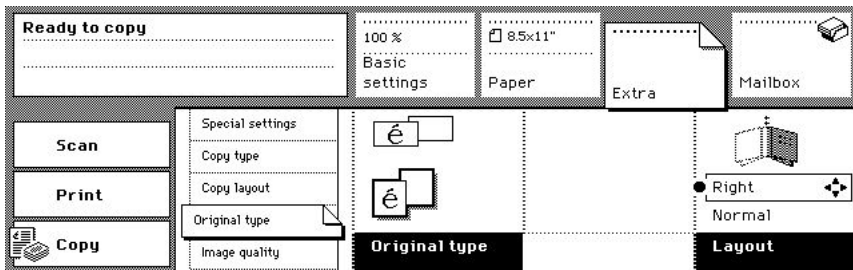 Ready to copy
100 %
Basic
settings
8.5x11"
Paper
Extra
Mailbox
Scan
Print
Copy
Special settings
Copy type
Copy layout
Original type
Image quality
é
é
Original type
Right
Normal
Layout